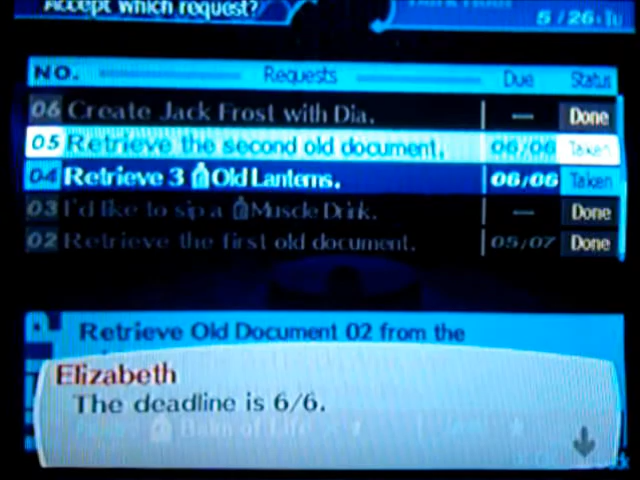 Accept which request?
5/26·Tu
NO. Requests Due Status
06 Create Jack Frost with Dia. — Done
05 Retrieve the second old document. 06/06 Taken
04 Retrieve 3 Old Lanterns. 06/06 Taken
03 I'd like to sip a Muscle Drink. — Done
02 Retrieve the first old document. 05/07 Done
Retrieve Old Document 02 from the
Elizabeth
The deadline is 6/6.
Balm of Life